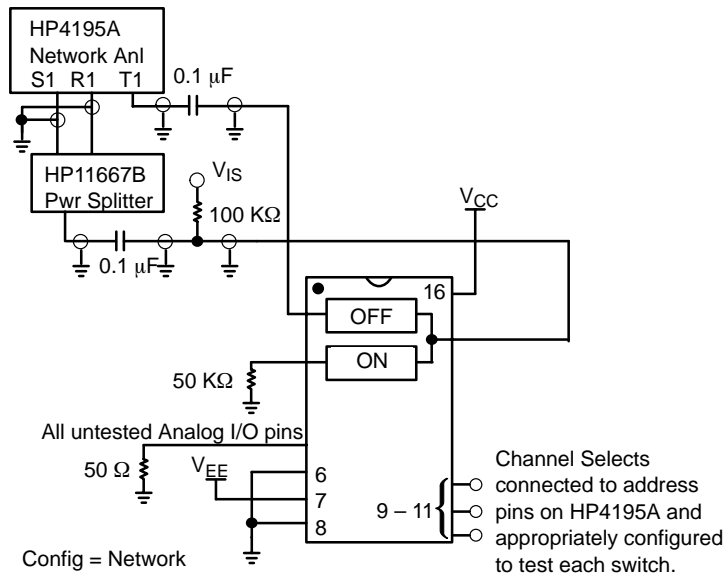 HP4195A
Network Anl
S1 R1 T1
0.1 μF
HP11667B
Pwr Splitter
VIS
100 KΩ
VCC
0.1 μF
16
OFF
ON
50 KΩ
All untested Analog I/O pins
50 Ω
VEE
6
7
8
9 – 11
Channel Selects
connected to address
pins on HP4195A and
appropriately configured
to test each switch.
Config = Network